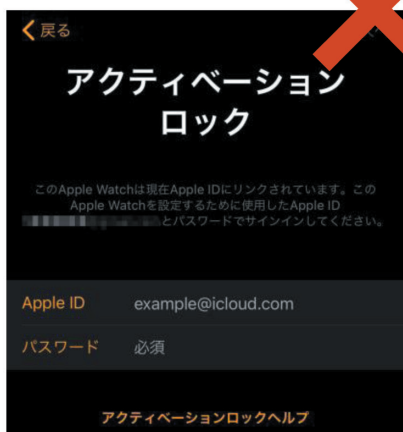 戻る
アクティベーション
ロック
このApple Watchは現在Apple IDにリンクされています。この
Apple Watchを設定するために使用したApple ID
とパスワードでサインインしてください。
Apple ID example@icloud.com
パスワード 必須
アクティベーションロックヘルプ